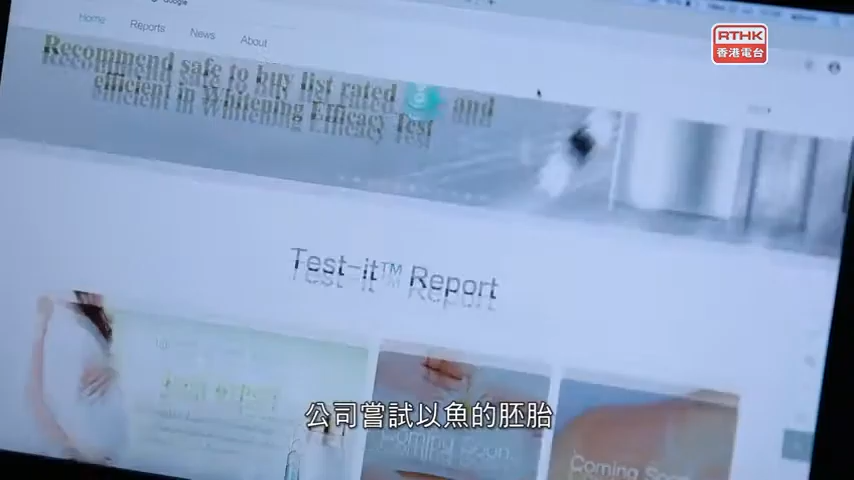 Google
Home Reports News About
RTHK
香港電台
Recommend safe to buy list rated and
efficient in Whitening Efficacy Test
Test-it™ Report
公司嘗試以魚的胚胎
Coming Soon
Coming Soon